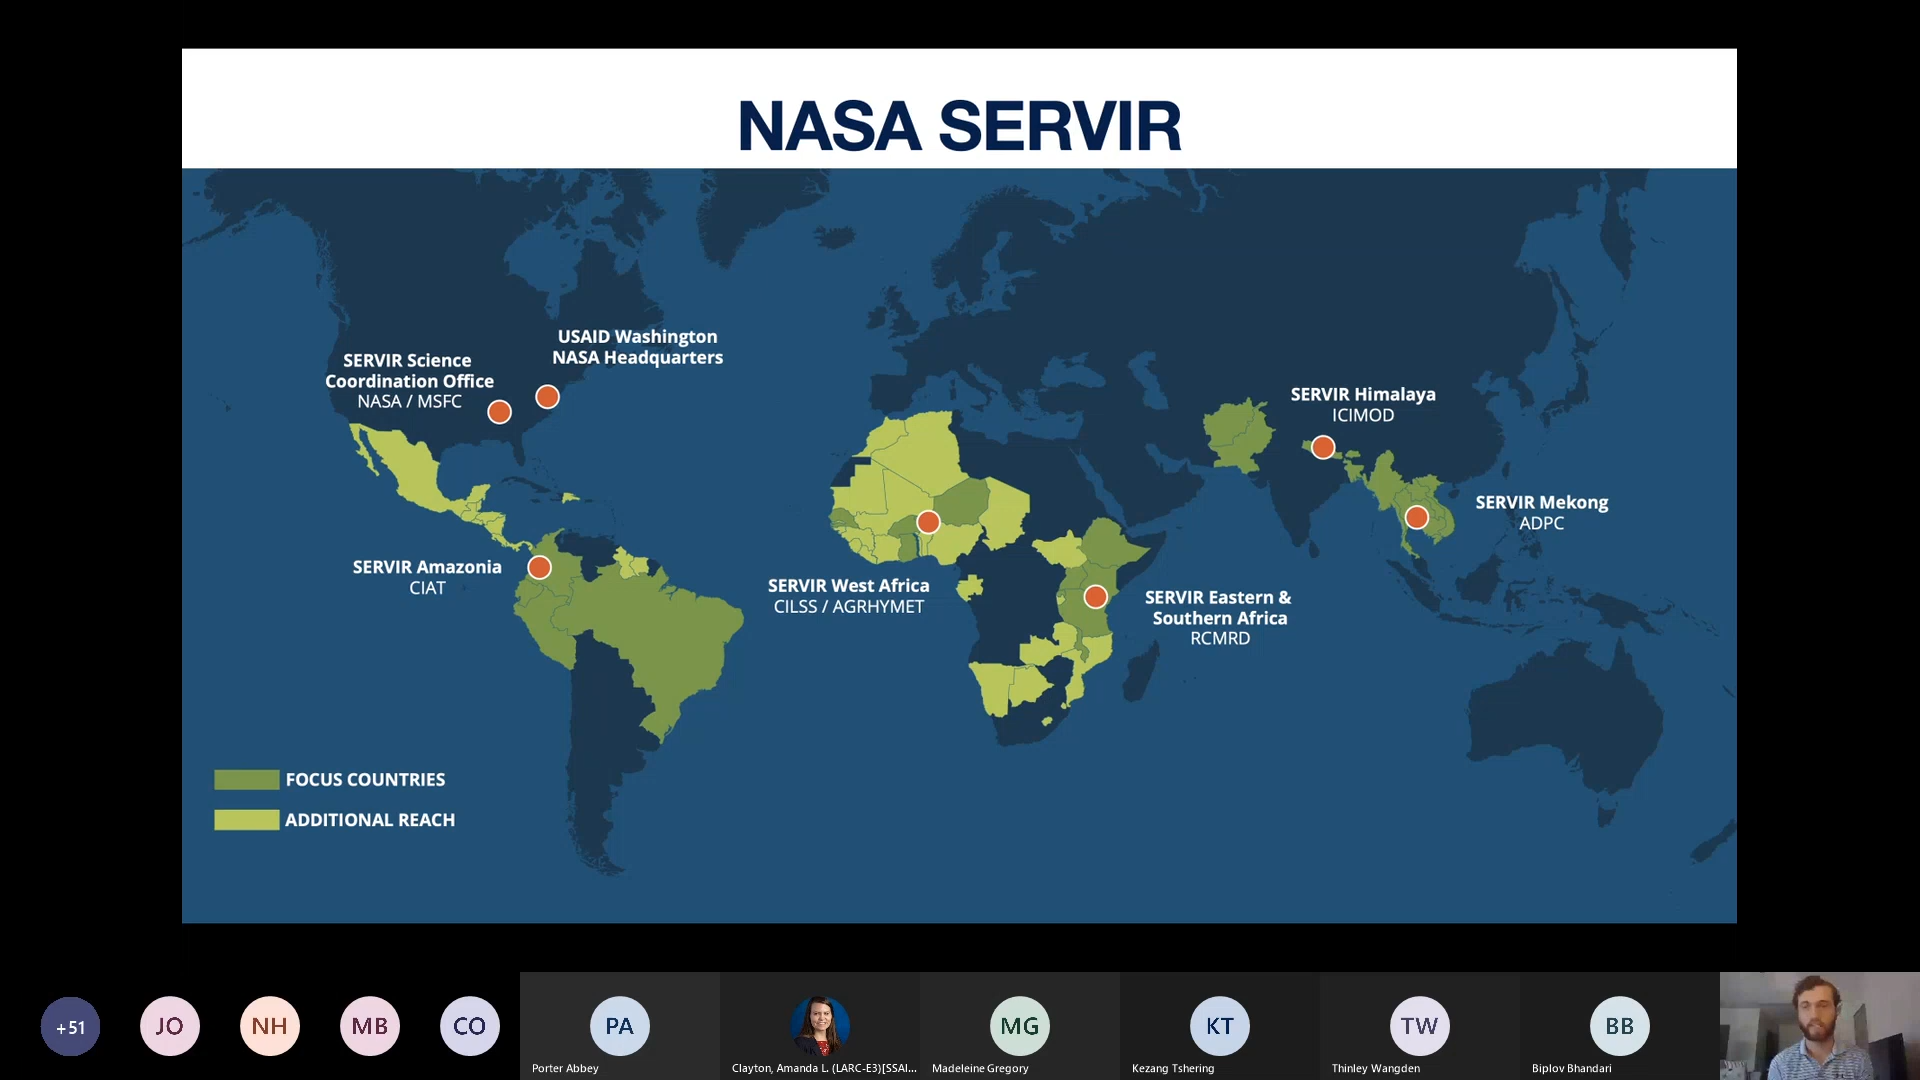 NASA SERVIR
USAID Washington
NASA Headquarters
SERVIR Science
Coordination Office
NASA / MSFC
SERVIR Himalaya
ICIMOD
SERVIR Mekong
ADPC
SERVIR Amazonia
CIAT
SERVIR West Africa
CILSS / AGRHYMET
SERVIR Eastern &
Southern Africa
RCMRD
FOCUS COUNTRIES
ADDITIONAL REACH
+51
JO
NH
MB
CO
PA
MG
KT
TW
BB
Porter Abbey
Clayton, Amanda L. (LARC-E3)[SSAI...
Madeleine Gregory
Kezang Tshering
Thinley Wangden
Biplov Bhandari